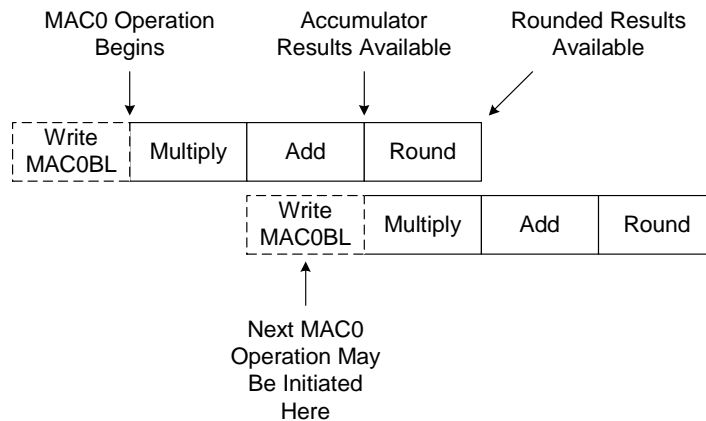 MAC0 Operation
Begins
Accumulator
Results Available
Rounded Results
Available
Write
MAC0BL
Multiply
Add
Round
Write
MAC0BL
Multiply
Add
Round
Next MAC0
Operation May
Be Initiated
Here